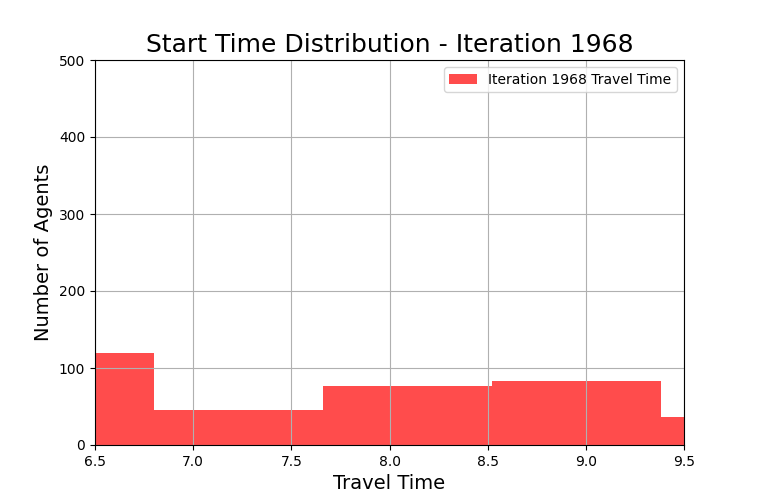 Start Time Distribution - Iteration 1968
Iteration 1968 Travel Time
Number of Agents
500
400
300
200
100
0
6.5 7.0 7.5 8.0 8.5 9.0 9.5
Travel Time